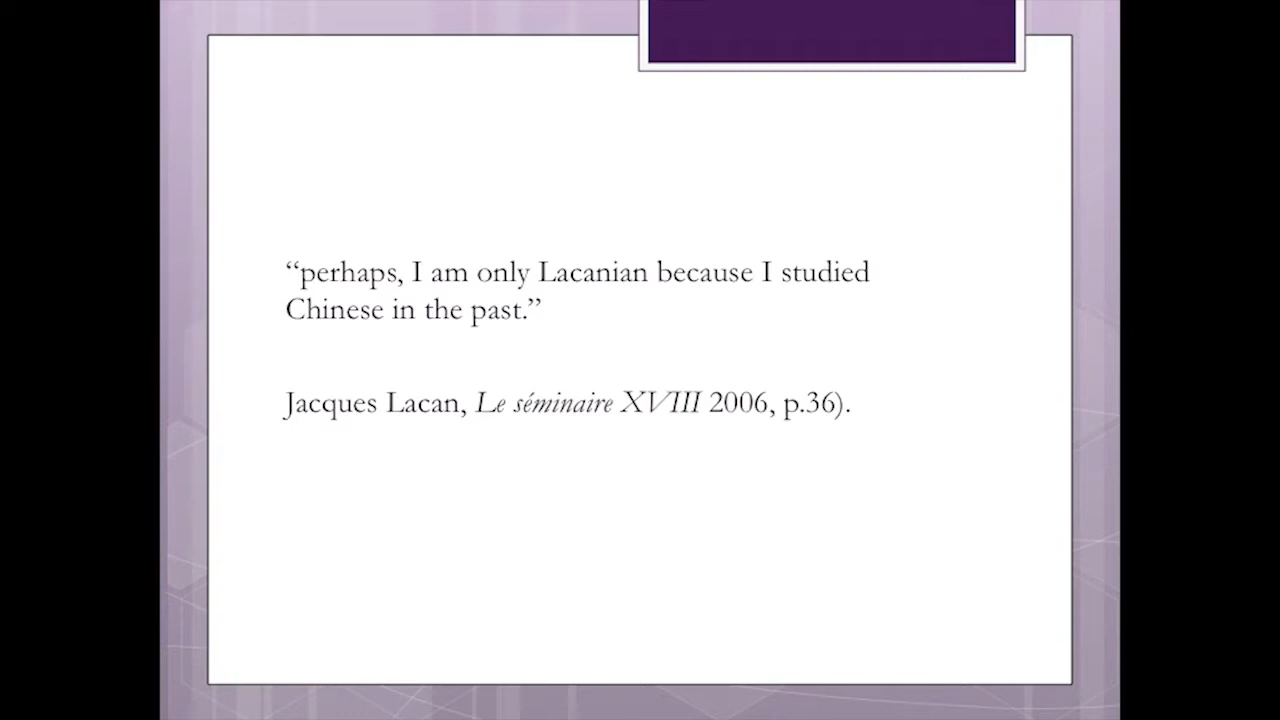 “perhaps, I am only Lacanian because I studied
Chinese in the past.”
Jacques Lacan, Le séminaire XVIII 2006, p.36).